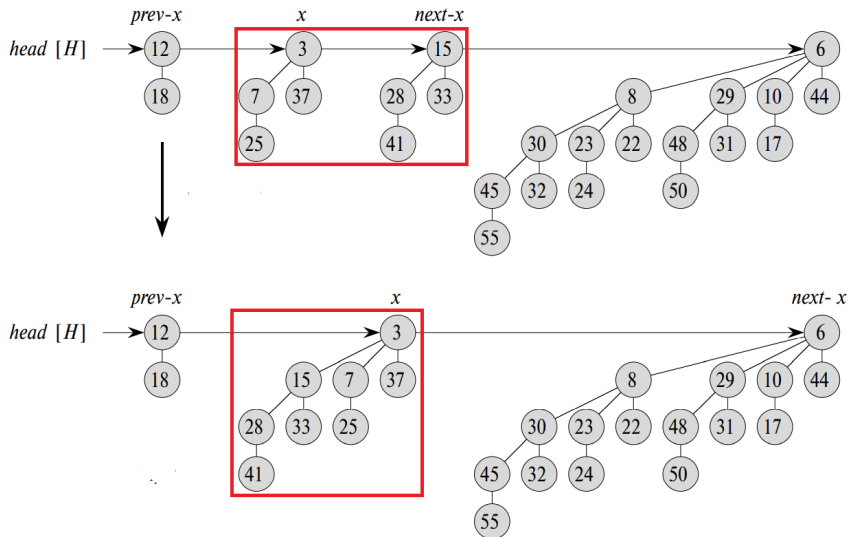 prev-x x next-x
head [H] 12 3 15 6
18 7 37 28 33 8 29 10 44
25 41 30 23 22 48 31 17
45 32 24 50
55
prev-x x next- x
head [H] 12 3 6
18 15 7 37 8 29 10 44
28 33 25 30 23 22 48 31 17
41 45 32 24 50
55